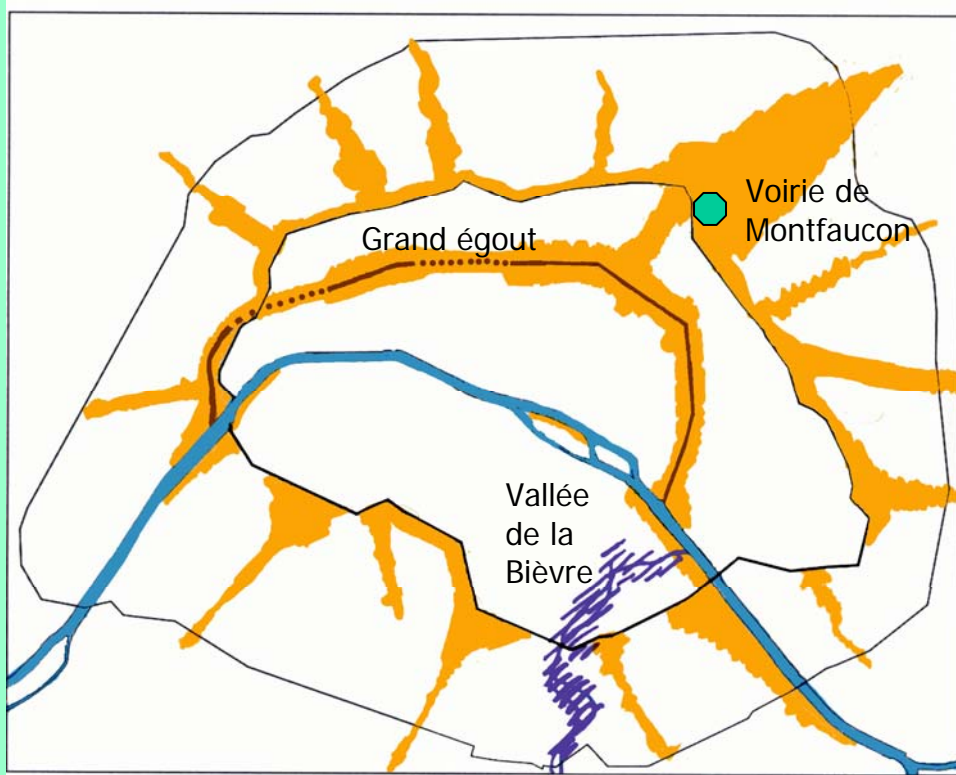 Voirie de
Montfaucon
Grand égout
Vallée
de la
Bièvre